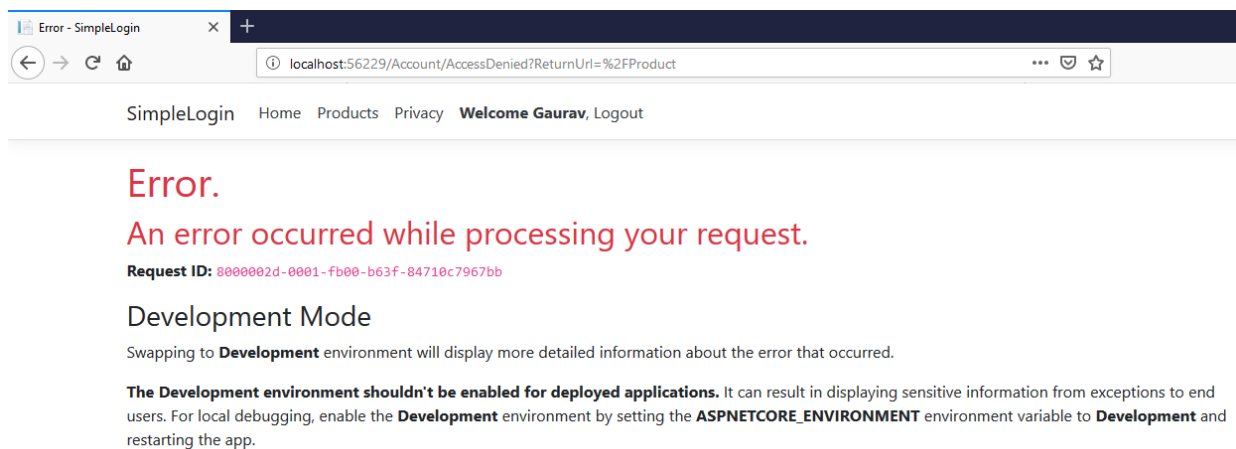 Error - SimpleLogin
localhost:56229/Account/AccessDenied?ReturnUrl=%2FProduct
SimpleLogin Home Products Privacy Welcome Gaurav, Logout
Error.
An error occurred while processing your request.
Request ID: 8000002d-0001-fb00-b63f-84710c7967bb
Development Mode
Swapping to Development environment will display more detailed information about the error that occurred.
The Development environment shouldn't be enabled for deployed applications. It can result in displaying sensitive information from exceptions to end
users. For local debugging, enable the Development environment by setting the ASPNETCORE_ENVIRONMENT environment variable to Development and
restarting the app.